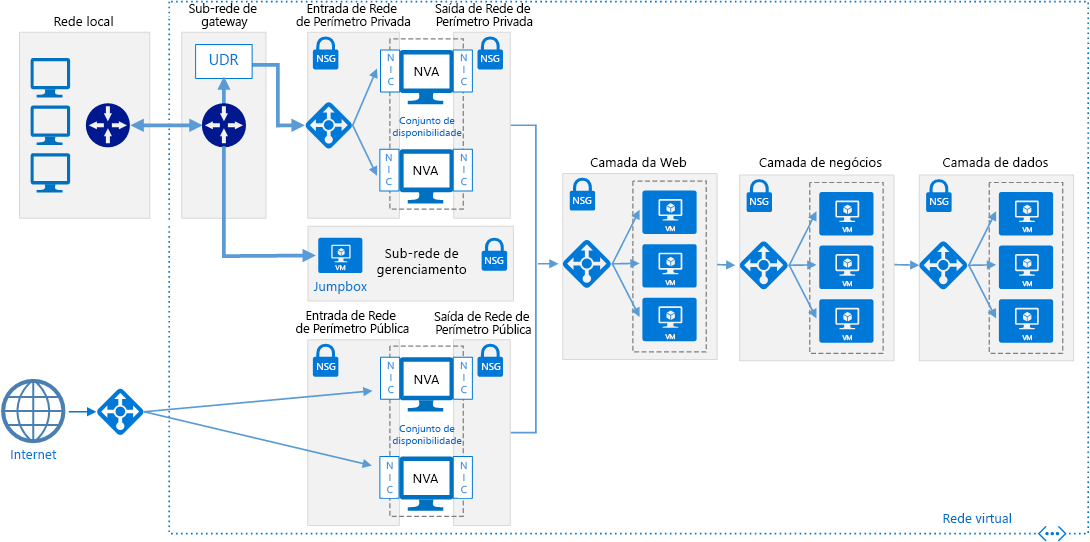 Rede local
Sub-rede de
gateway
Entrada de Rede
de Perímetro Privada
Saída de Rede de
Perímetro Privada
UDR
NSG
NIC
NVA
NIC
NSG
Conjunto de
disponibilidade
NIC
NVA
NIC
Sub-rede de
gerenciamento
VM
Jumpbox
NSG
Entrada de Rede
de Perímetro Pública
Saída de Rede de
Perímetro Pública
NSG
NIC
NVA
NIC
NSG
Conjunto de
disponibilidade
NIC
NVA
NIC
Internet
Camada da Web
NSG
VM
VM
VM
Camada de negócios
NSG
VM
VM
VM
Camada de dados
NSG
VM
VM
VM
Rede virtual